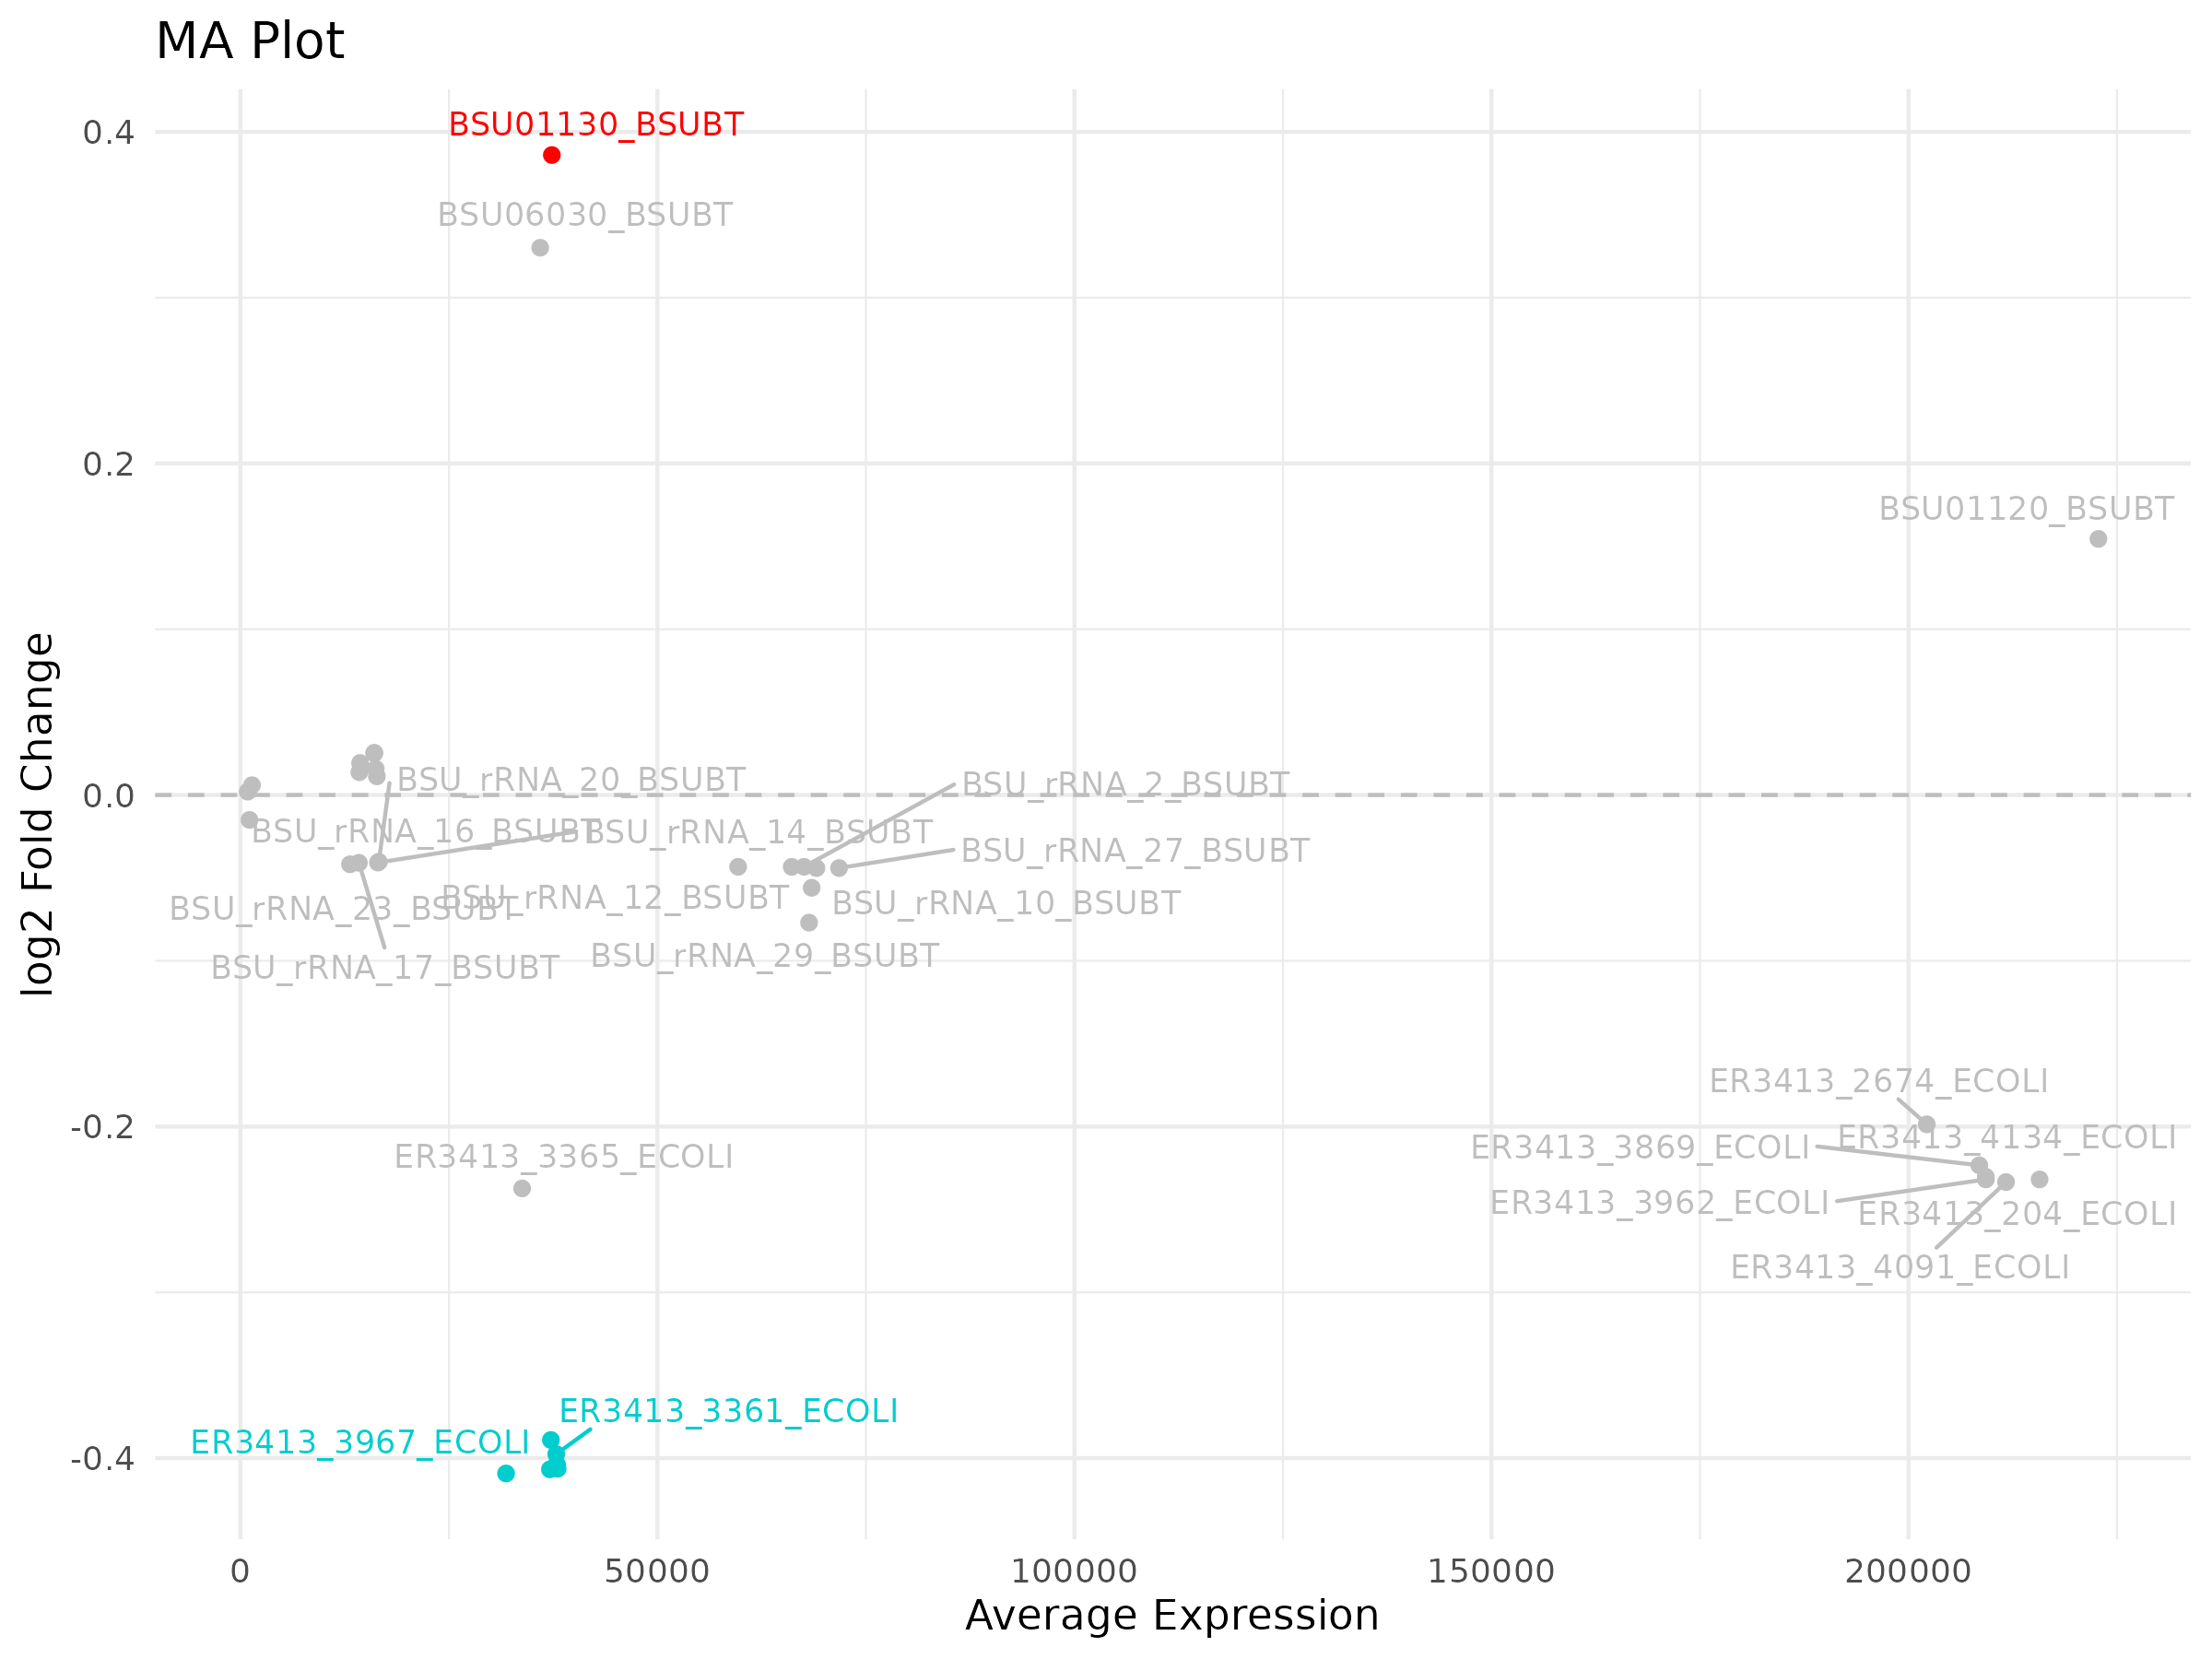 MA Plot
0.4
BSU01130_BSUBT
BSU06030_BSUBT
0.2
BSU01120_BSUBT
log2 Fold Change
0.0
BSU_rRNA_20_BSUBT
BSU_rRNA_2_BSUBT
BSU_rRNA_16_BSUBT
BSU_rRNA_14_BSUBT
BSU_rRNA_27_BSUBT
BSU_rRNA_23_BSUBT
BSU_rRNA_12_BSUBT
BSU_rRNA_10_BSUBT
BSU_rRNA_17_BSUBT
BSU_rRNA_29_BSUBT
ER3413_2674_ECOLI
-0.2
ER3413_3365_ECOLI
ER3413_3869_ECOLI
ER3413_4134_ECOLI
ER3413_3962_ECOLI
ER3413_204_ECOLI
ER3413_4091_ECOLI
ER3413_3361_ECOLI
ER3413_3967_ECOLI
-0.4
0
50000
100000
150000
200000
Average Expression